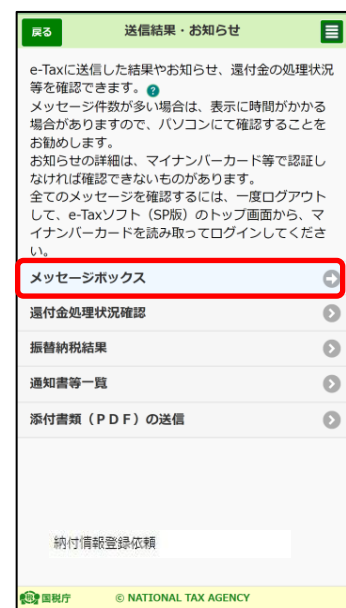 戻る
送信結果・お知らせ
e-Taxに送信した結果やお知らせ、還付金の処理状況
等を確認できます。?
メッセージ件数が多い場合は、表示に時間がかかる
場合がありますので、パソコンにて確認することを
お勧めします。
お知らせの詳細は、マイナンバーカード等で認証し
なければ確認できないものがあります。
全てのメッセージを確認するには、一度ログアウト
して、e-Taxソフト（SP版）のトップ画面から、マ
イナンバーカードを読み取ってログインしてくださ
い。
メッセージボックス
還付金処理状況確認
振替納税結果
通知書等一覧
添付書類（ＰＤＦ）の送信
納付情報登録依頼
国税庁
© NATIONAL TAX AGENCY